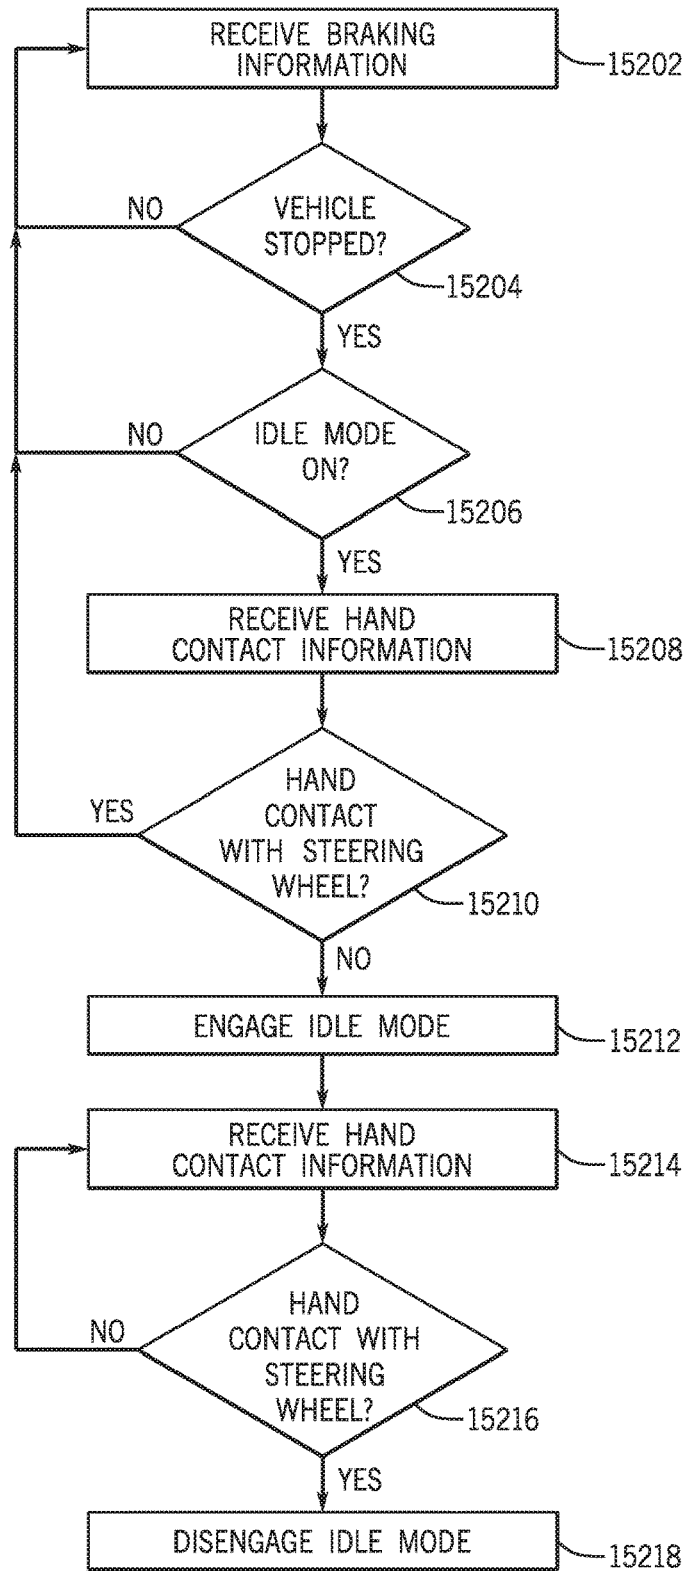 RECEIVE BRAKING
INFORMATION
15202
NO
VEHICLE
STOPPED?
15204
YES
NO
IDLE MODE
ON?
15206
YES
RECEIVE HAND
CONTACT INFORMATION
15208
YES
HAND
CONTACT
WITH STEERING
WHEEL?
15210
NO
ENGAGE IDLE MODE
15212
RECEIVE HAND
CONTACT INFORMATION
15214
NO
HAND
CONTACT WITH
STEERING
WHEEL?
15216
YES
DISENGAGE IDLE MODE
15218